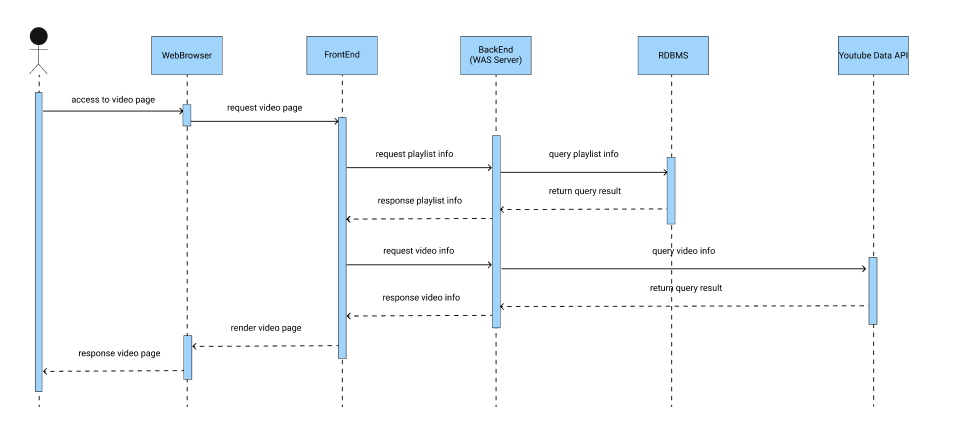 WebBrowser
FrontEnd
BackEnd
(WAS Server)
RDBMS
Youtube Data API
access to video page
request video page
request playlist info
query playlist info
return query result
response playlist info
request video info
query video info
return query result
response video info
render video page
response video page